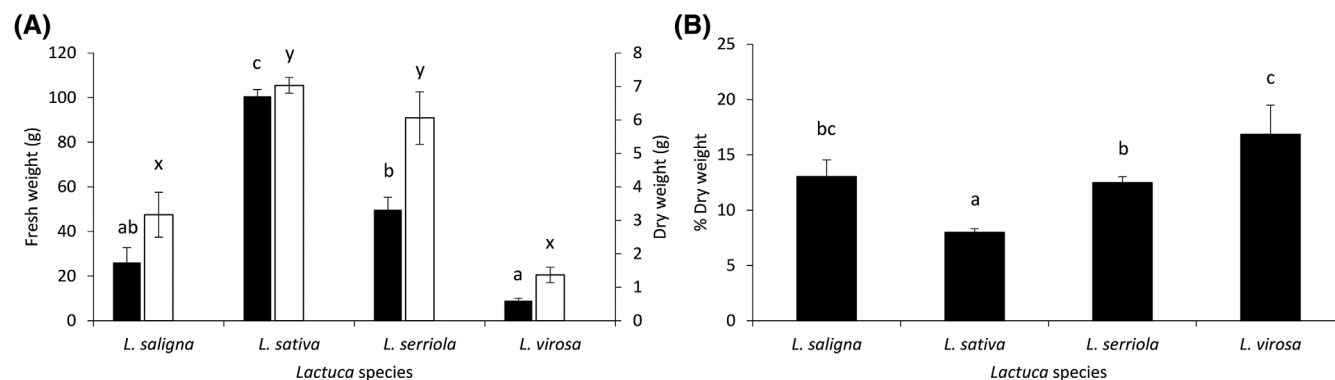 (A)
Fresh weight (g)
120
100
80
60
40
20
0
8
7
6
5
4
3
2
1
0
Dry weight (g)
ab
x
c
y
b
y
a
x
L. saligna
L. sativa
L. serriola
L. virosa
Lactuca species
(B)
% Dry weight
25
20
15
10
5
0
bc
a
b
c
L. saligna
L. sativa
L. serriola
L. virosa
Lactuca species